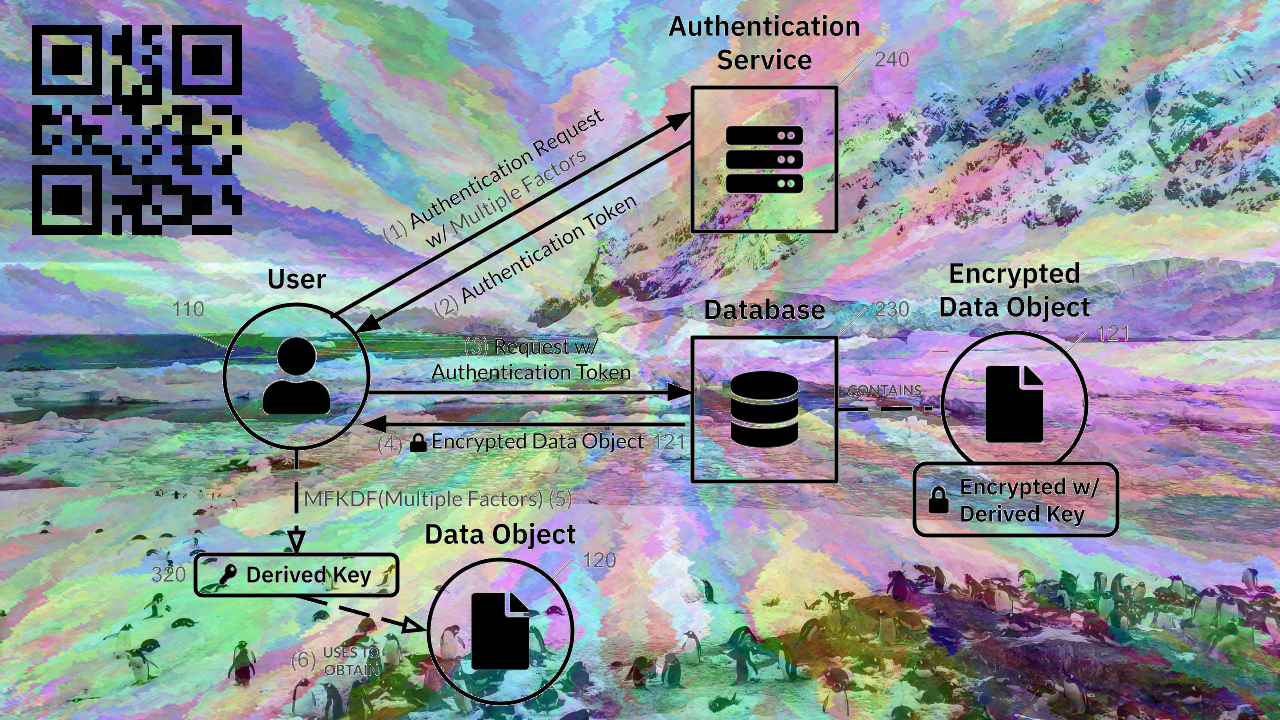 Authentication
Service
240
(1) Authentication Request
w/ Multiple Factors
(2) Authentication Token
User
110
Database
230
Encrypted
Data Object
121
(3) Request w/
Authentication Token
CONTAINS
(4) Encrypted Data Object 121
Encrypted w/
Derived Key
MFKDF(Multiple Factors) (5)
Data Object
120
320
Derived Key
(6) USES TO
OBTAIN